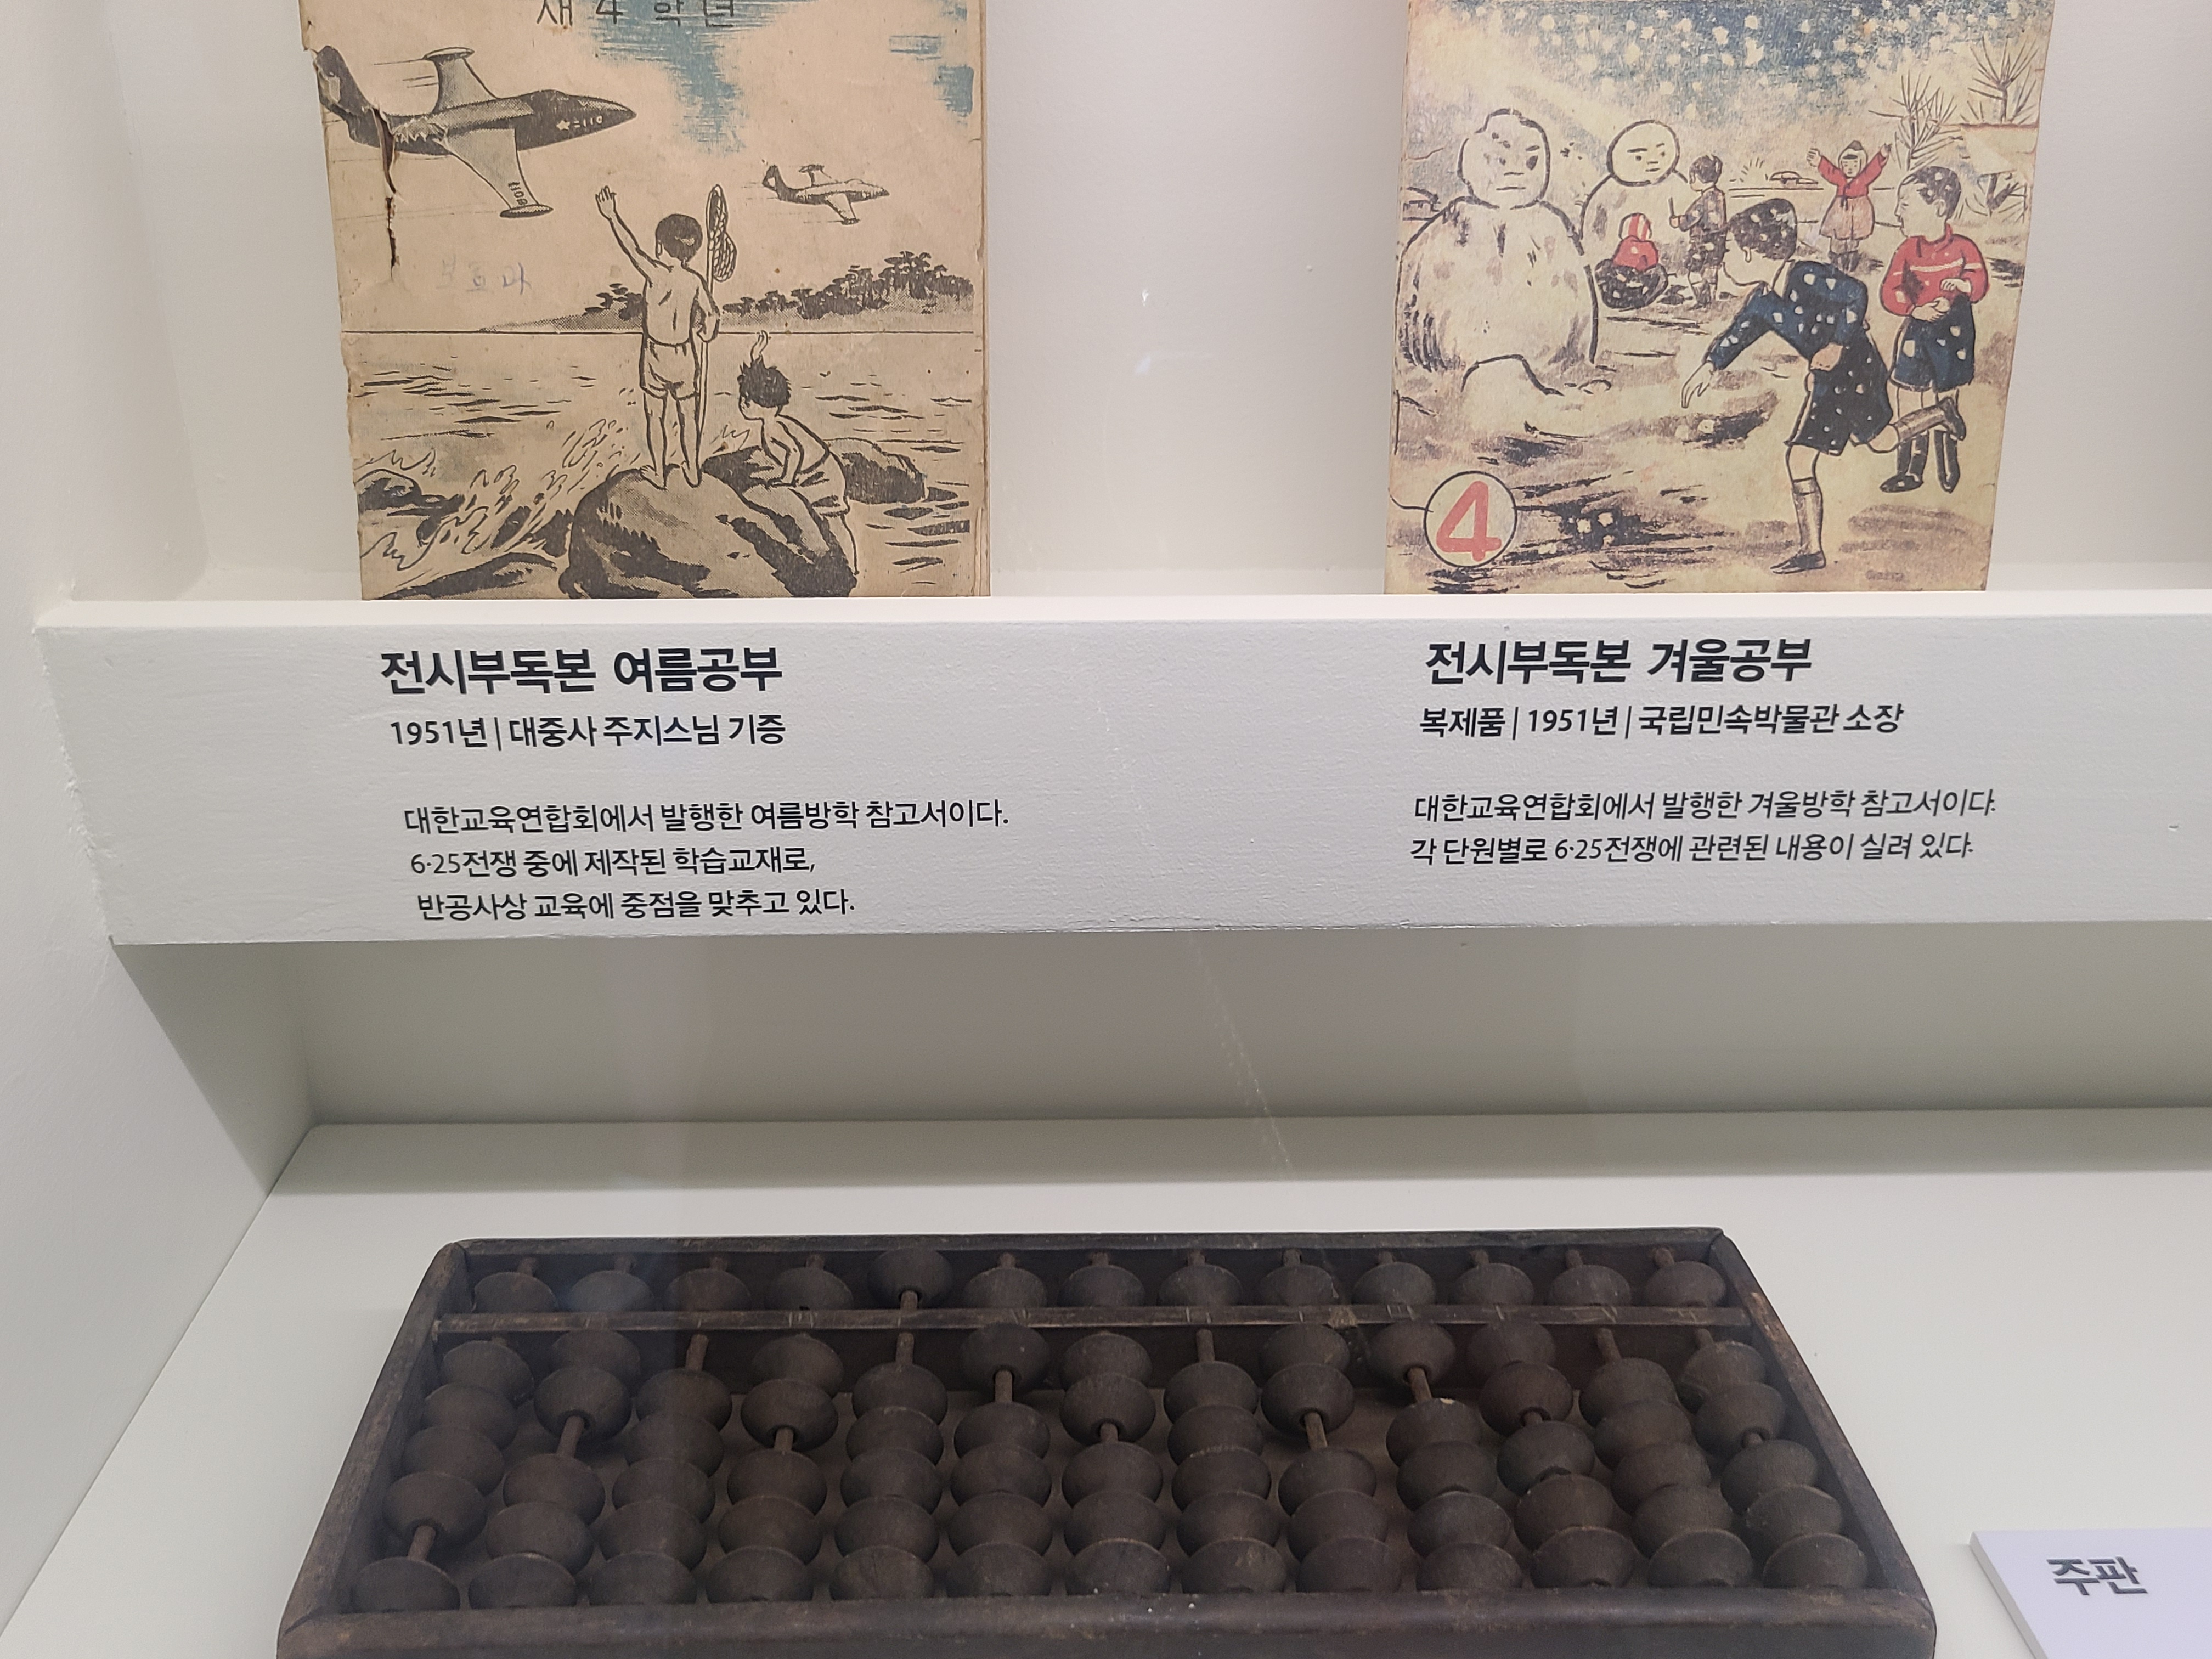 새 4 학년
보흐과
4
전시부독본 여름공부
1951년 | 대중사 주지스님 기증
대한교육연합회에서 발행한 여름방학 참고서이다.
6·25전쟁 중에 제작된 학습교재로,
반공사상 교육에 중점을 맞추고 있다.
전시부독본 겨울공부
복제품 | 1951년 | 국립민속박물관 소장
대한교육연합회에서 발행한 겨울방학 참고서이다.
각 단원별로 6·25전쟁에 관련된 내용이 실려 있다.
주판